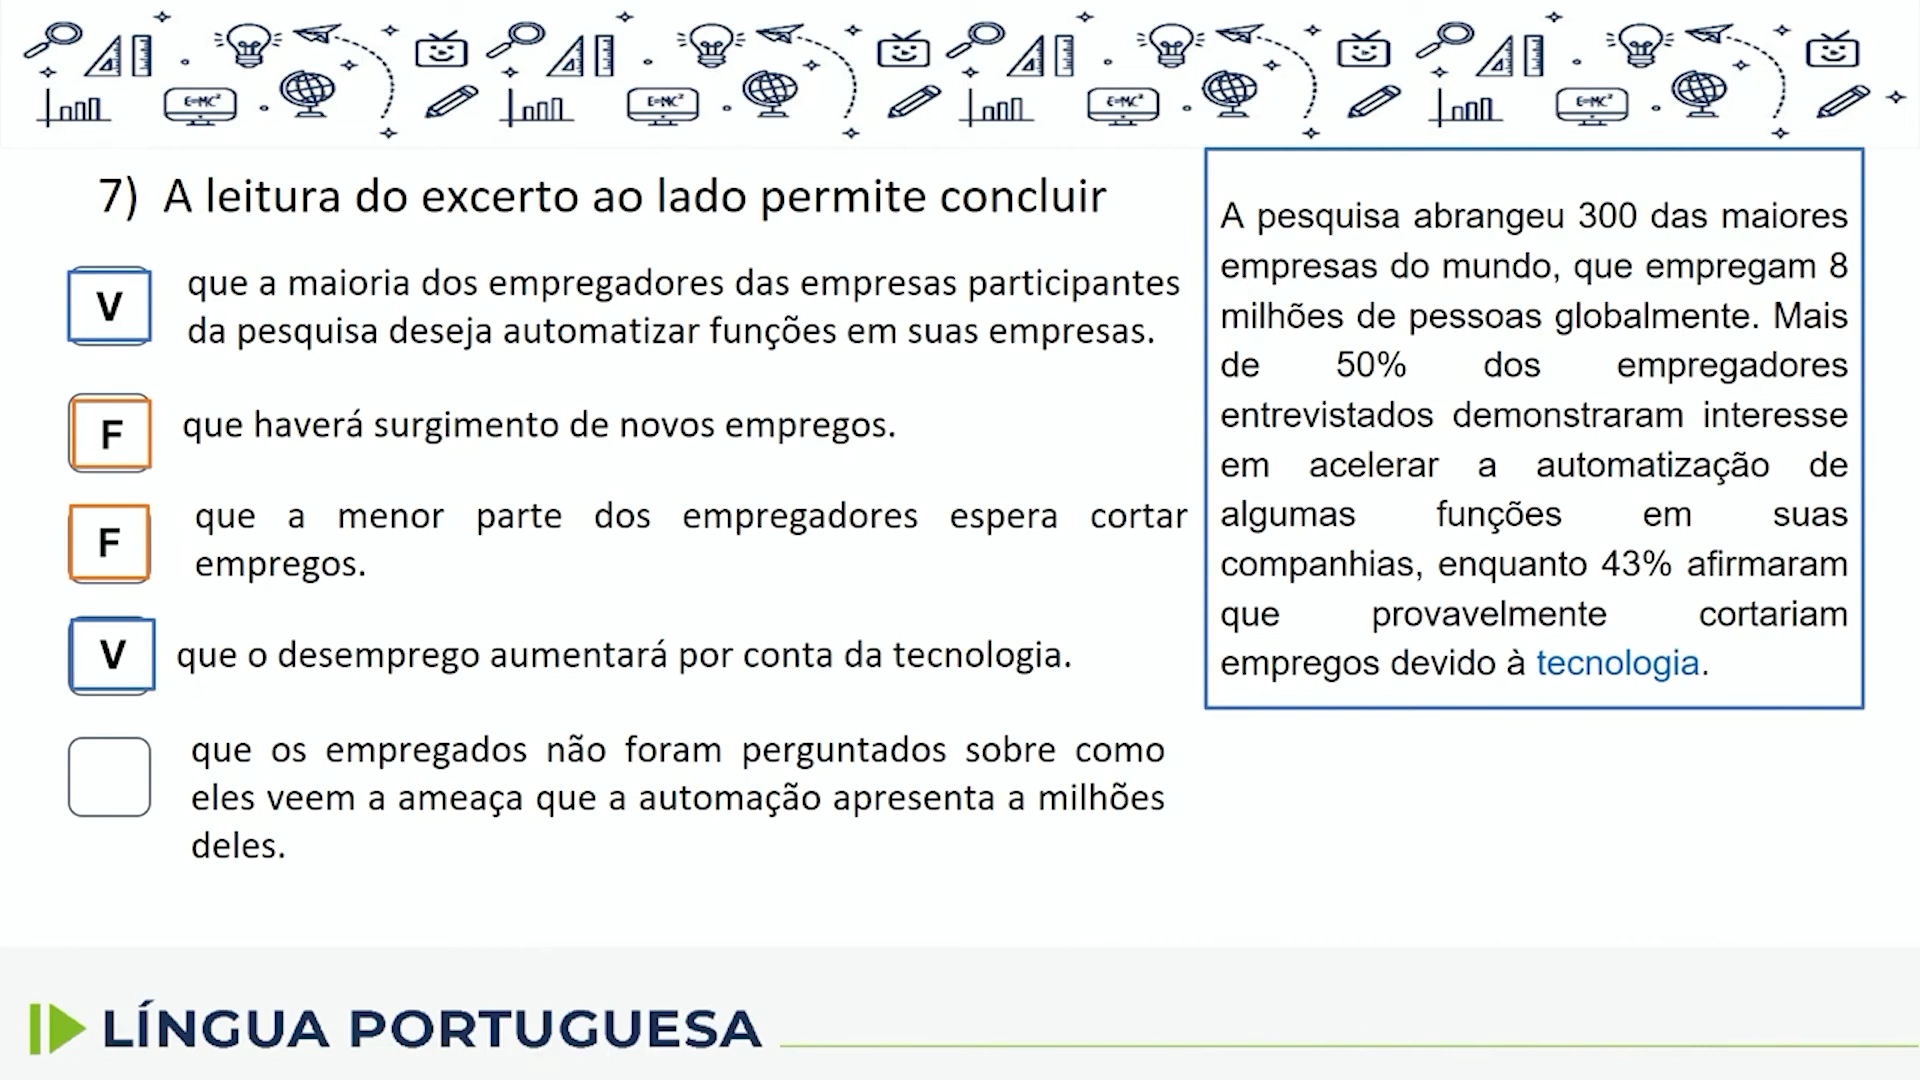 E=MC² E=MC² E=MC² E=MC²
7) A leitura do excerto ao lado permite concluir
V
que a maioria dos empregadores das empresas participantes
da pesquisa deseja automatizar funções em suas empresas.
F
que haverá surgimento de novos empregos.
F
que a menor parte dos empregadores espera cortar
empregos.
V
que o desemprego aumentará por conta da tecnologia.
que os empregados não foram perguntados sobre como
eles veem a ameaça que a automação apresenta a milhões
deles.
A pesquisa abrangeu 300 das maiores
empresas do mundo, que empregam 8
milhões de pessoas globalmente. Mais
de 50% dos empregadores
entrevistados demonstraram interesse
em acelerar a automatização de
algumas funções em suas
companhias, enquanto 43% afirmaram
que provavelmente cortariam
empregos devido à tecnologia.
LÍNGUA PORTUGUESA